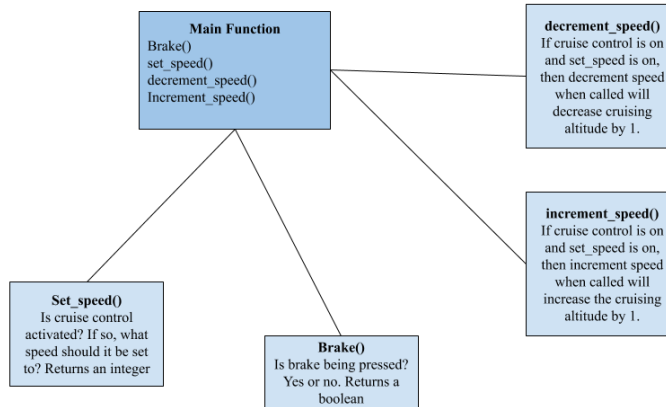 Main Function
Brake()
set_speed()
decrement_speed()
Increment_speed()
decrement_speed()
If cruise control is on
and set_speed is on,
then decrement speed
when called will
decrease cruising
altitude by 1.
increment_speed()
If cruise control is on
and set_speed is on,
then increment speed
when called will
increase the cruising
altitude by 1.
Set_speed()
Is cruise control
activated? If so, what
speed should it be set
to? Returns an integer
Brake()
Is brake being pressed?
Yes or no. Returns a
boolean